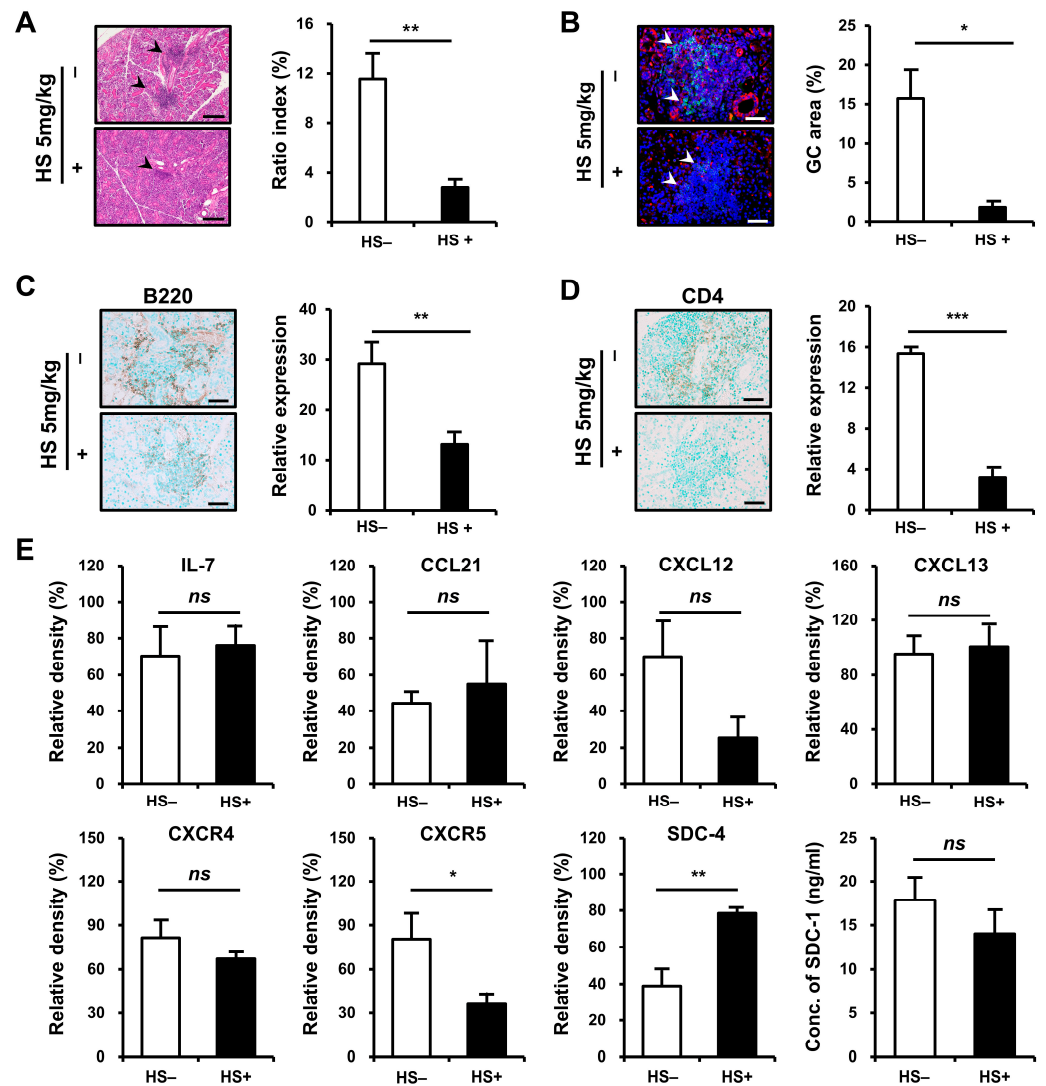 A
HS 5mg/kg
–
+
Ratio index (%)
16
12
8
4
0
**
HS–
HS +
B
HS 5mg/kg
–
+
GC area (%)
25
20
15
10
5
0
*
HS–
HS +
C
B220
HS 5mg/kg
–
+
Relative expression
40
30
20
10
0
**
HS–
HS +
D
CD4
HS 5mg/kg
–
+
Relative expression
20
16
12
8
4
0
***
HS–
HS +
E
IL-7
Relative density (%)
120
100
80
60
40
20
0
ns
HS–
HS+
CCL21
Relative density (%)
120
100
80
60
40
20
0
ns
HS–
HS+
CXCL12
Relative density (%)
120
100
80
60
40
20
0
ns
HS–
HS+
CXCL13
Relative density (%)
160
120
80
40
0
ns
HS–
HS+
CXCR4
Relative density (%)
150
120
90
60
30
0
ns
HS–
HS+
CXCR5
Relative density (%)
150
120
90
60
30
0
*
HS–
HS+
SDC-4
Relative density (%)
120
100
80
60
40
20
0
**
HS–
HS+
Conc. of SDC-1 (ng/ml)
25
20
15
10
5
0
ns
HS–
HS+